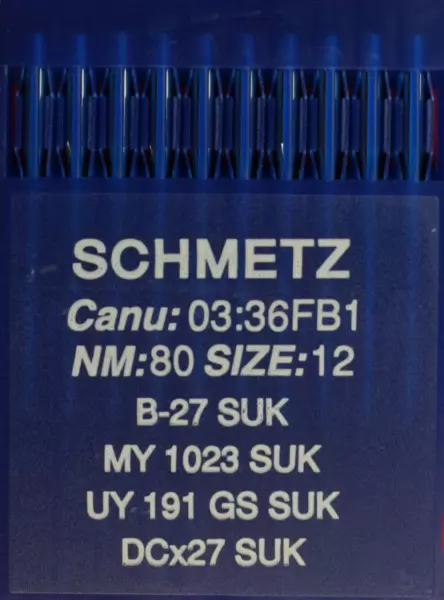 SCHMETZ
Canu: 03:36FB1
NM:80 SIZE:12
B-27 SUK
MY 1023 SUK
UY 191 GS SUK
DCx27 SUK